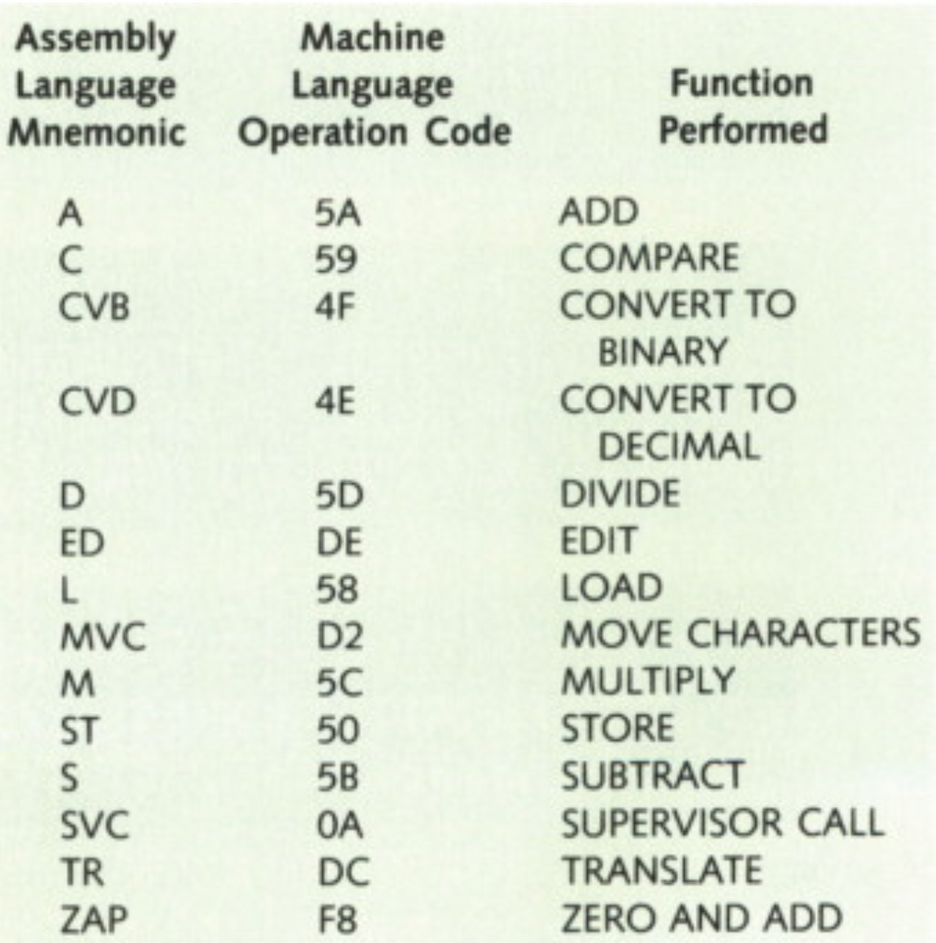 Assembly Machine
Language Language Function
Mnemonic Operation Code Performed
A 5A ADD
C 59 COMPARE
CVB 4F CONVERT TO
BINARY
CVD 4E CONVERT TO
DECIMAL
D 5D DIVIDE
ED DE EDIT
L 58 LOAD
MVC D2 MOVE CHARACTERS
M 5C MULTIPLY
ST 50 STORE
S 5B SUBTRACT
SVC 0A SUPERVISOR CALL
TR DC TRANSLATE
ZAP F8 ZERO AND ADD